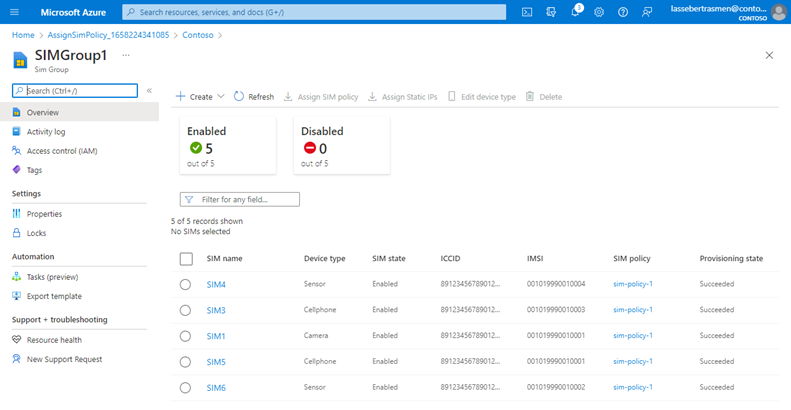 Microsoft Azure
Search resources, services, and docs (G+/)
3
lassebertrasmen@conto...
CONTOSO
Home > AssignSimPolicy_1658224341085 > Contoso >
SIMGroup1 ...
Sim Group
Search (Ctrl+/)
Overview
Activity log
Access control (IAM)
Tags
Settings
Properties
Locks
Automation
Tasks (preview)
Export template
Support + troubleshooting
Resource health
New Support Request
Create Refresh Assign SIM policy Assign Static IPs Edit device type Delete
Enabled
5
out of 5
Disabled
0
out of 5
Filter for any field...
5 of 5 records shown
No SIMs selected
SIM name Device type SIM state ICCID IMSI SIM policy Provisioning state
SIM4 Sensor Enabled 89123456789012... 001019990010004 sim-policy-1 Succeeded
SIM3 Cellphone Enabled 89123456789012... 001019990010003 sim-policy-1 Succeeded
SIM1 Camera Enabled 89123456789012... 001019990010001 sim-policy-1 Succeeded
SIM5 Cellphone Enabled 89123456789012... 001019990010001 sim-policy-1 Succeeded
SIM6 Sensor Enabled 89123456789012... 001019990010002 sim-policy-1 Succeeded